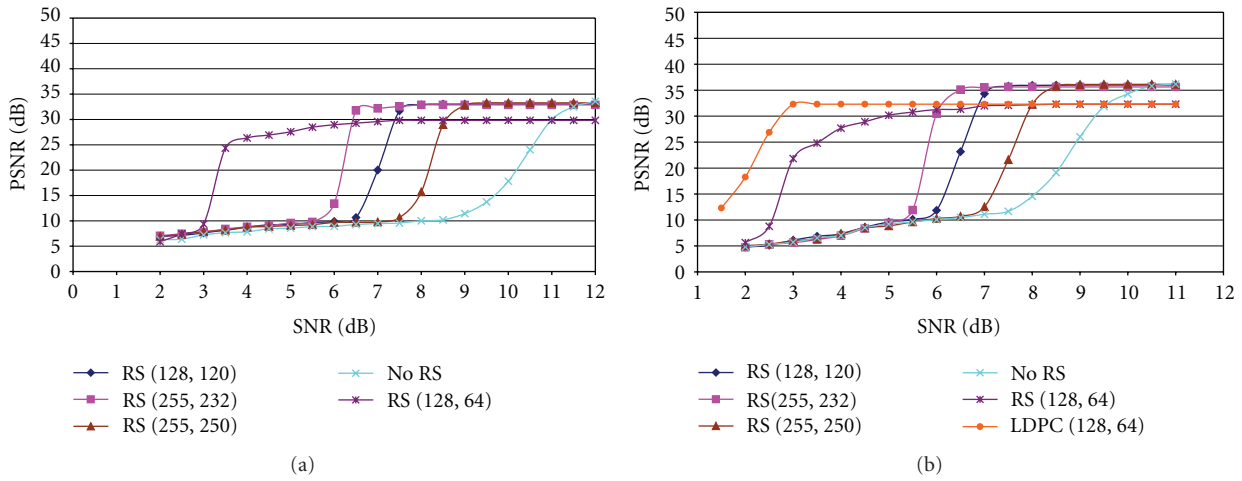 50
45
40
35
30
25
20
15
10
5
0
PSNR (dB)
0 1 2 3 4 5 6 7 8 9 10 11 12
SNR (dB)
RS (128, 120)
RS (255, 232)
RS (255, 250)
No RS
RS (128, 64)
(a)
50
45
40
35
30
25
20
15
10
5
0
PSNR (dB)
1 2 3 4 5 6 7 8 9 10 11 12
SNR (dB)
RS (128, 120)
RS(255, 232)
RS (255, 250)
No RS
RS (128, 64)
LDPC (128, 64)
(b)